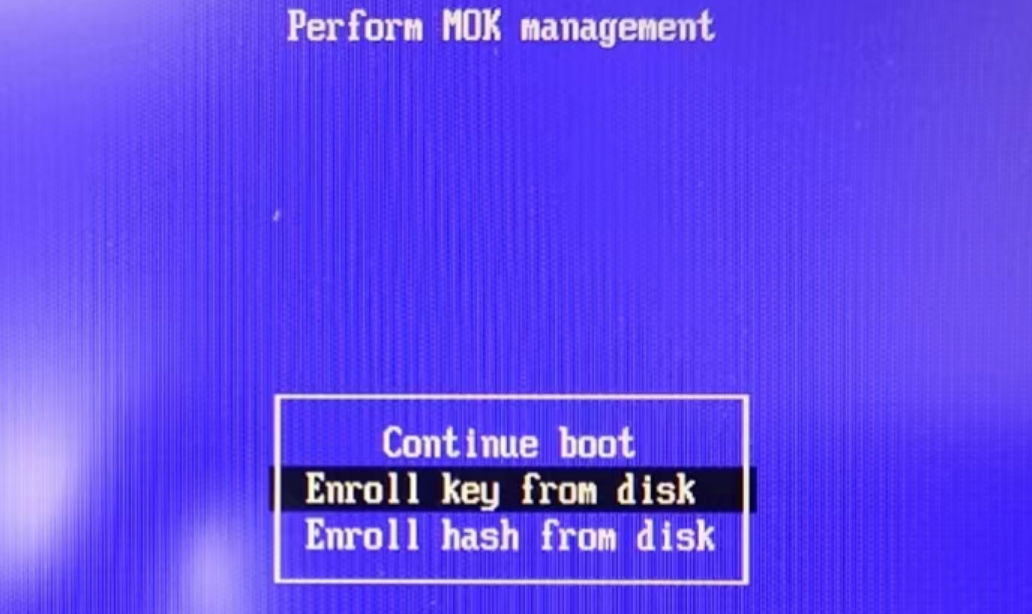 Perform MOK management
Continue boot
Enroll key from disk
Enroll hash from disk